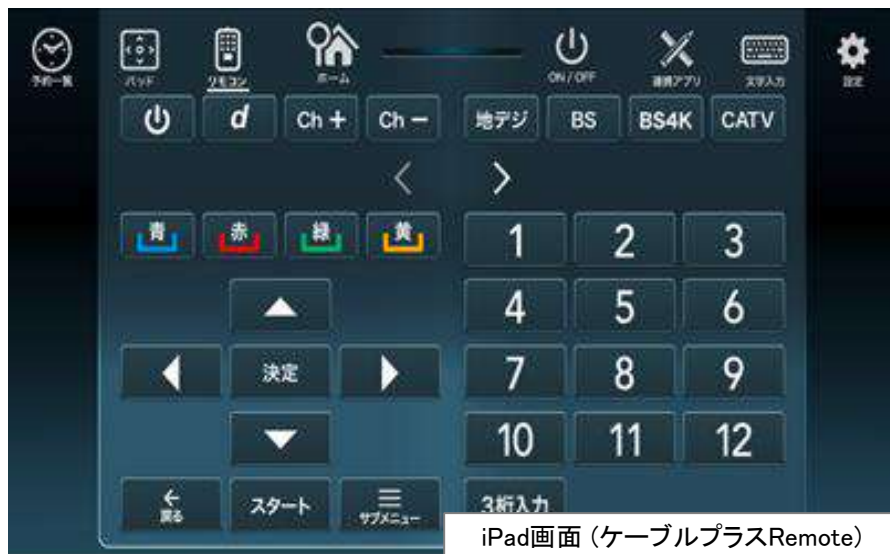 予約一覧 パッド リモコン ホーム ON/OFF 連携アプリ 文字入力 設定
d Ch+ Ch− 地デジ BS BS4K CATV
青 赤 緑 黄 1 2 3
4 5 6
決定 7 8 9
10 11 12
戻る スタート サブメニュー 3桁入力
iPad画面（ケーブルプラスRemote）